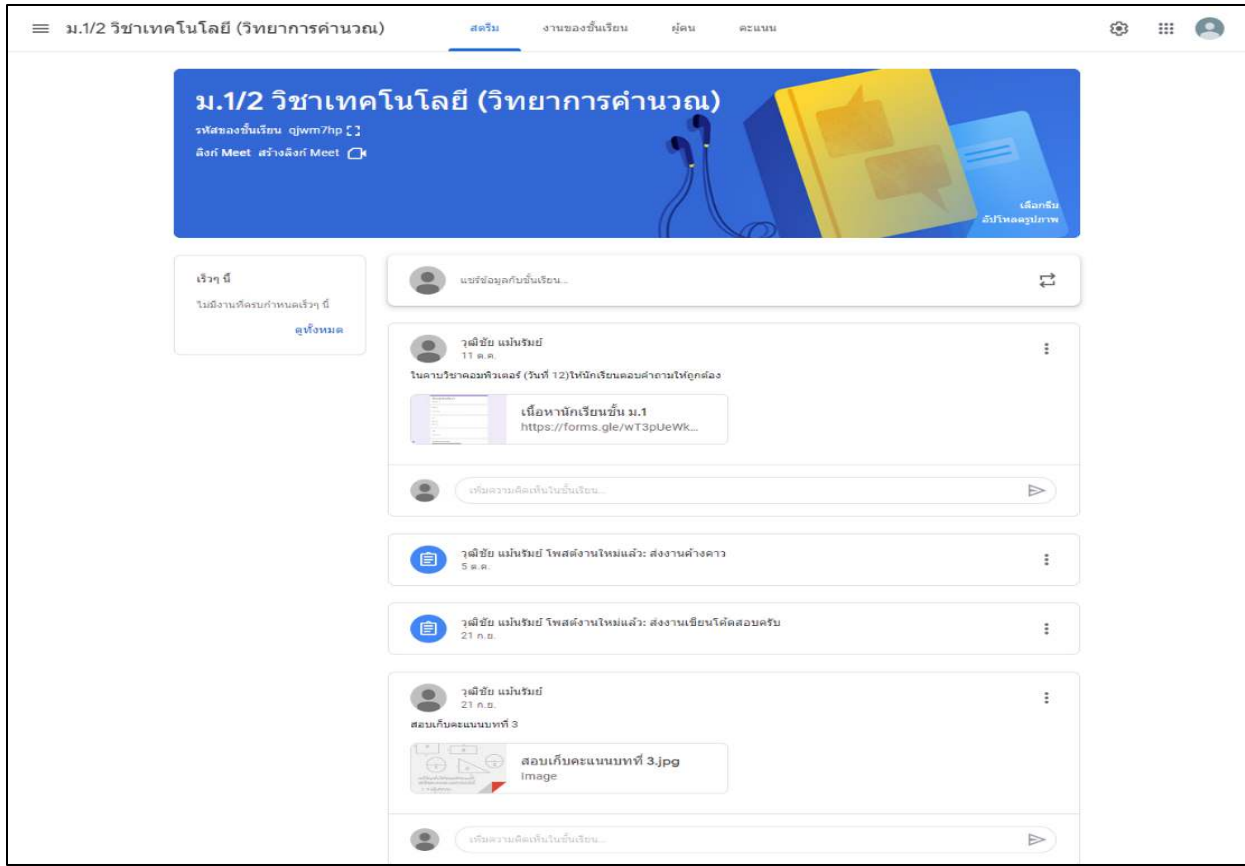 ม.1/2 วิชาเทคโนโลยี (วิทยาการคำนวณ)
สตรีม งานของชั้นเรียน ผู้คน คะแนน
ม.1/2 วิชาเทคโนโลยี (วิทยาการคำนวณ)
รหัสของชั้นเรียน qjwm7hp
ลิงก์ Meet สร้างลิงก์ Meet
เลือกธีม
อัปโหลดรูปภาพ
เร็วๆ นี้
ไม่มีงานที่ครบกำหนดเร็วๆ นี้
ดูทั้งหมด
แชร์ข้อมูลกับชั้นเรียน...
วุฒิชัย แม้นรัมย์
11 ต.ค.
ในคาบวิชาคอมพิวเตอร์ (วันที่ 12)ให้นักเรียนตอบคำถามให้ถูกต้อง
เนื้อหานักเรียนชั้น ม.1
https://forms.gle/wT3pUeWk...
เพิ่มความคิดเห็นในชั้นเรียน...
วุฒิชัย แม้นรัมย์ โพสต์งานใหม่แล้ว: ส่งงานค้างคาว
5 ต.ค.
วุฒิชัย แม้นรัมย์ โพสต์งานใหม่แล้ว: ส่งงานเขียนโค้ดสอบครับ
21 ก.ย.
วุฒิชัย แม้นรัมย์
21 ก.ย.
สอบเก็บคะแนนบทที่ 3
สอบเก็บคะแนนบทที่ 3.jpg
Image
เพิ่มความคิดเห็นในชั้นเรียน...